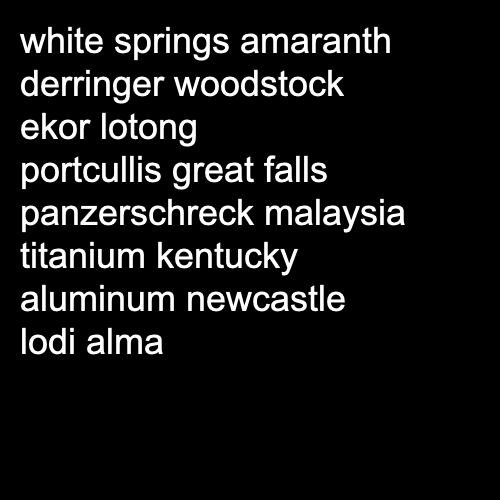 white springs amaranth
derringer woodstock
ekor lotong
portcullis great falls
panzerschreck malaysia
titanium kentucky
aluminum newcastle
lodi alma